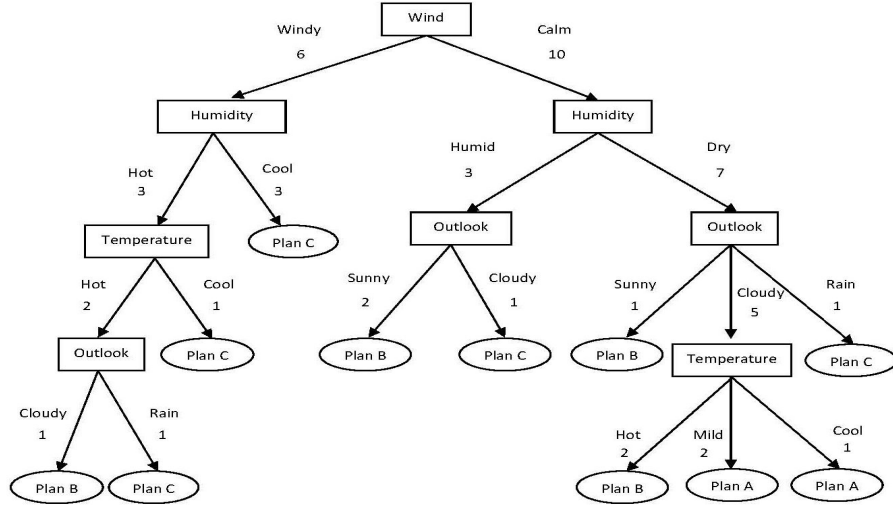 Wind
Windy
Calm
6
10
Humidity
Humidity
Hot
3
Cool
3
Humid
3
Dry
7
Temperature
Plan C
Outlook
Outlook
Hot
2
Cool
1
Sunny
2
Cloudy
1
Sunny
1
Cloudy
5
Rain
1
Outlook
Plan C
Plan B
Plan C
Plan B
Temperature
Plan C
Cloudy
1
Rain
1
Hot
2
Mild
2
Cool
1
Plan B
Plan C
Plan B
Plan A
Plan A